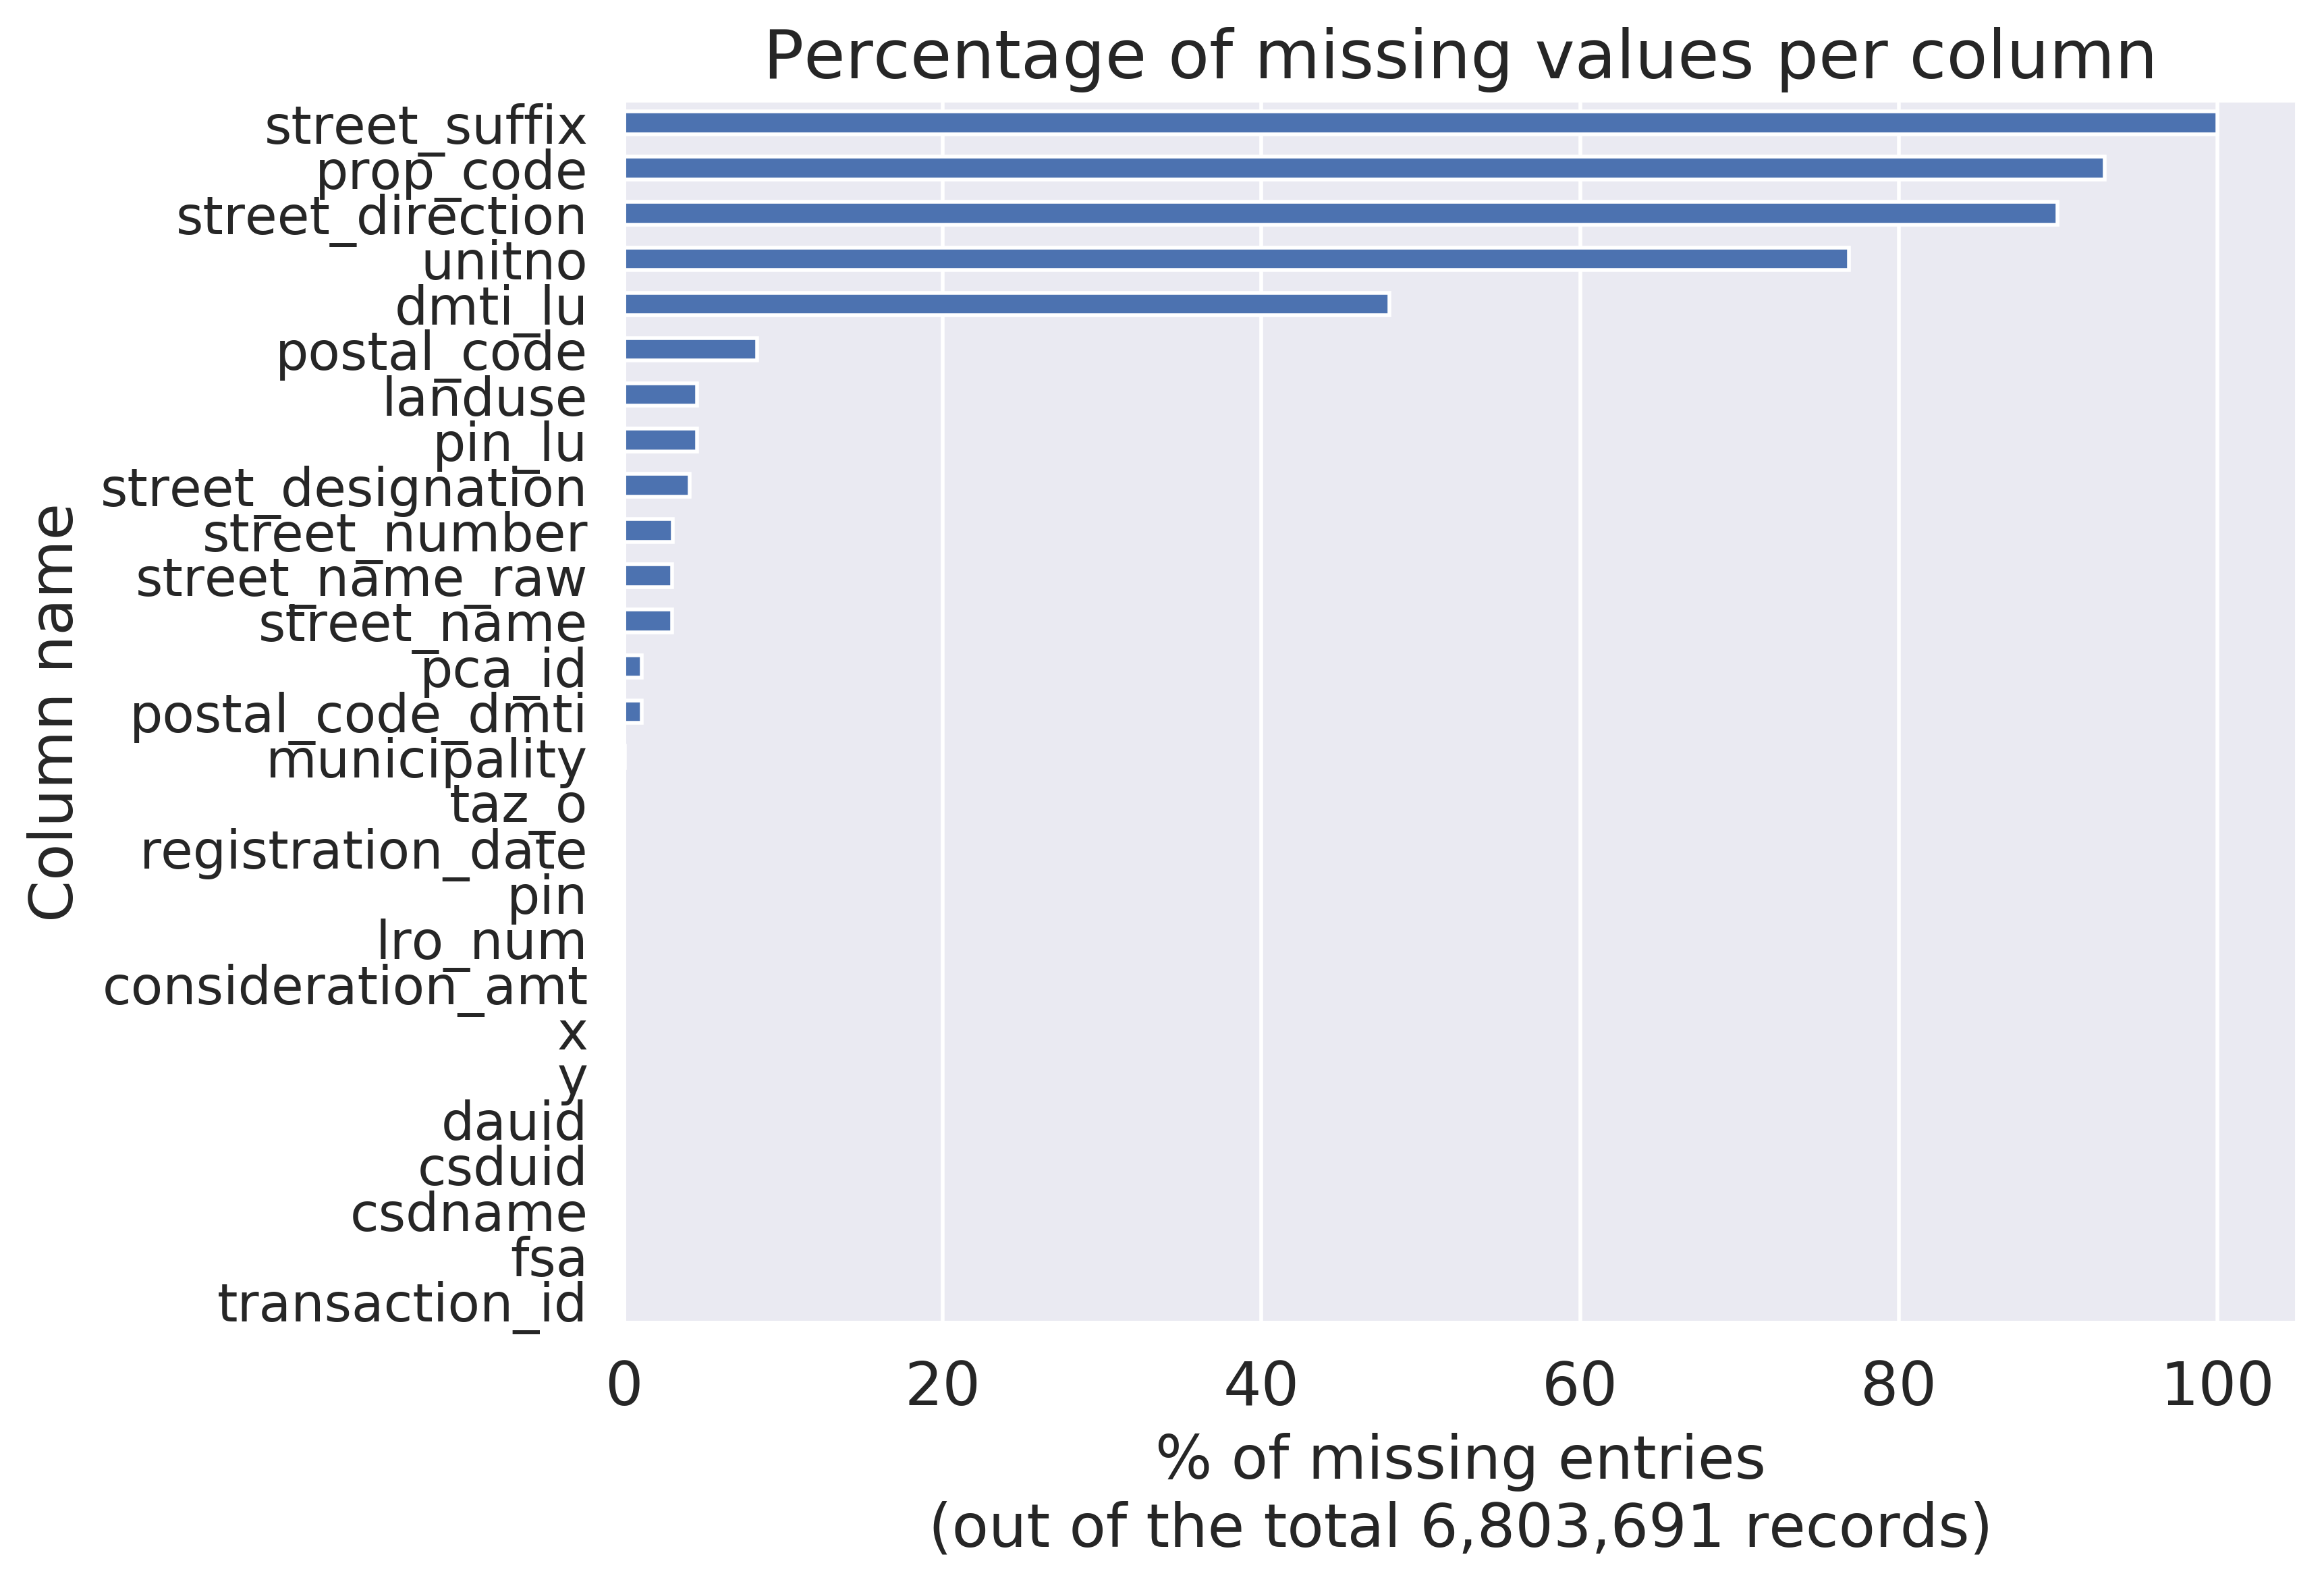 Percentage of missing values per column
Column name
street_suffix
prop_code
street_direction
unitno
dmti_lu
postal_code
landuse
pin_lu
street_designation
street_number
street_name_raw
street_name
pca_id
postal_code_dmti
municipality
taz_o
registration_date
pin
lro_num
consideration_amt
x
y
dauid
csduid
csdname
fsa
transaction_id
0 20 40 60 80 100
% of missing entries
(out of the total 6,803,691 records)